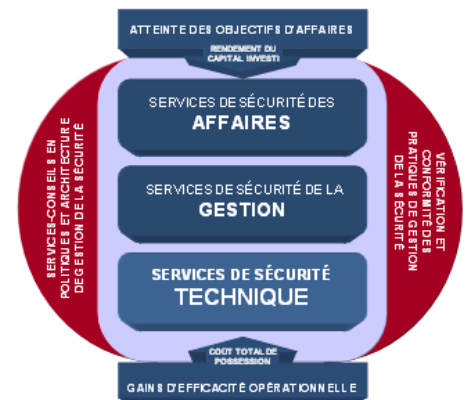 ATTEINTE DES OBJECTIFS D'AFFAIRES
RENDEMENT DU
CAPITAL INVESTI
SERVICES DE SÉCURITÉ DES
AFFAIRES
SERVICES DE SÉCURITÉ DE LA
GESTION
SERVICES DE SÉCURITÉ
TECHNIQUE
COÛT TOTAL DE
POSSESSION
GAINS D'EFFICACITÉ OPÉRATIONNELLE
SERVICES-CONSEILS EN
POLITIQUES ET ARCHITECTURE
DE GESTION DE LA SÉCURITÉ
VÉRIFICATION ET
CONFORMITÉ DES
PRATIQUES DE GESTION
DE LA SÉCURITÉ